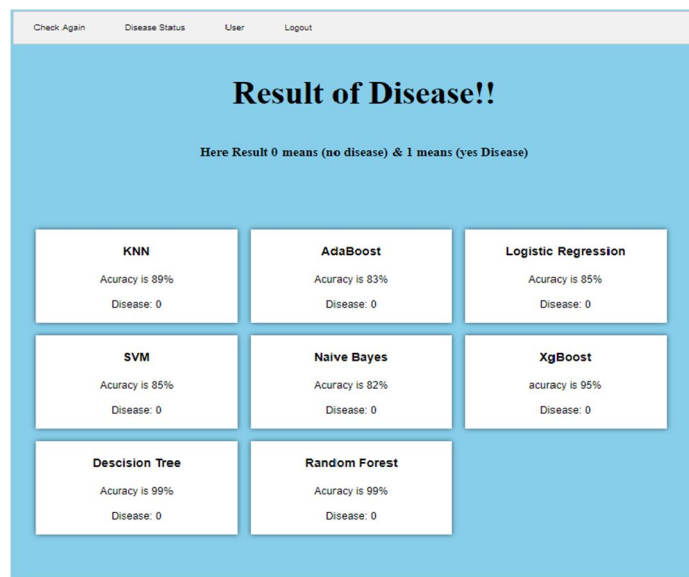 Check Again Disease Status User Logout
Result of Disease!!
Here Result 0 means (no disease) & 1 means (yes Disease)
KNN
Acuracy is 89%
Disease: 0
AdaBoost
Acuracy is 83%
Disease: 0
Logistic Regression
Acuracy is 85%
Disease: 0
SVM
Acuracy is 85%
Disease: 0
Naive Bayes
Acuracy is 82%
Disease: 0
XgBoost
acuracy is 95%
Disease: 0
Descision Tree
Acuracy is 99%
Disease: 0
Random Forest
Acuracy is 99%
Disease: 0